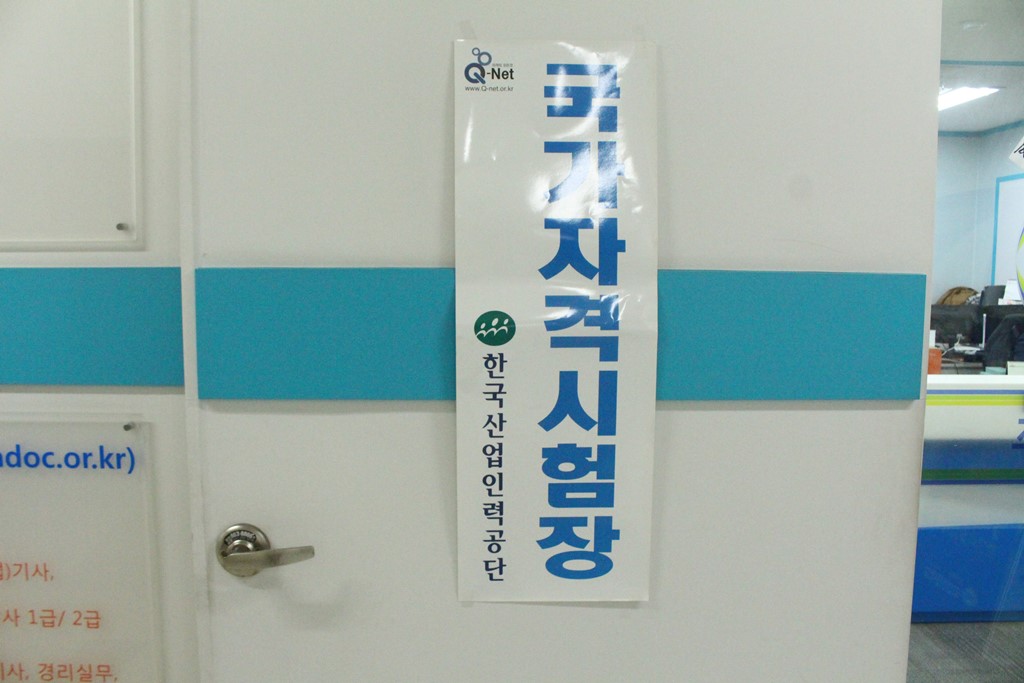 Q-Net
www.Q-net.or.kr
국가자격시험장
한국산업인력공단
doc.or.kr)
)기사,
사 1급/ 2급
사, 경리실무,